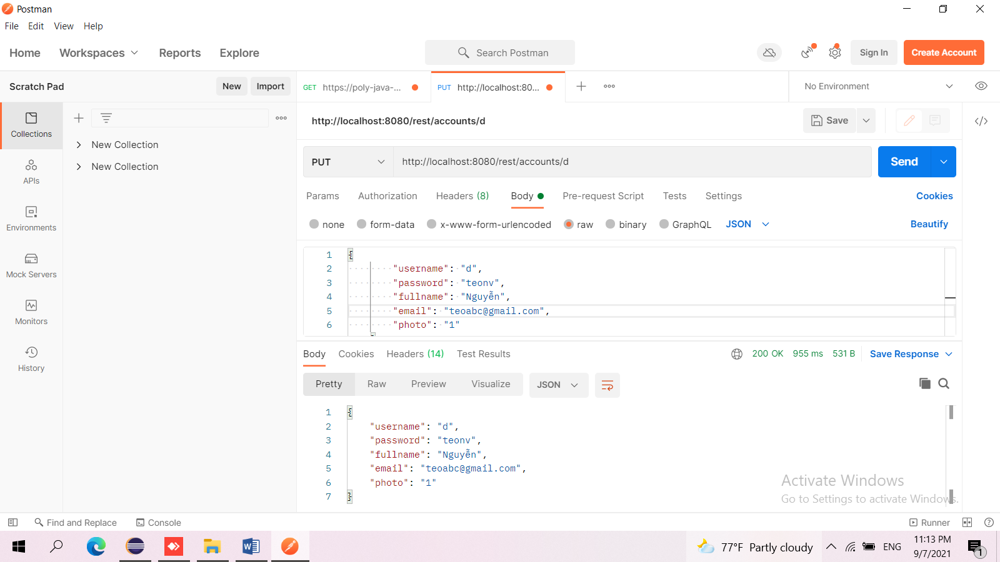 Postman
File Edit View Help
Home Workspaces Reports Explore
Search Postman
Sign In Create Account
Scratch Pad New Import
GET https://poly-java-...
PUT http://localhost:80...
No Environment
Collections
APIs
Environments
Mock Servers
Monitors
History
New Collection
New Collection
http://localhost:8080/rest/accounts/d
Save
PUT http://localhost:8080/rest/accounts/d
Send
Params Authorization Headers (8) Body Pre-request Script Tests Settings Cookies
none form-data x-www-form-urlencoded raw binary GraphQL JSON Beautify
1 {
2 "username": "d",
3 "password": "teonv",
4 "fullname": "Nguyễn",
5 "email": "teoabc@gmail.com",
6 "photo": "1"
Body Cookies Headers (14) Test Results 200 OK 955 ms 531 B Save Response
Pretty Raw Preview Visualize JSON
1 {
2 "username": "d",
3 "password": "teonv",
4 "fullname": "Nguyễn",
5 "email": "teoabc@gmail.com",
6 "photo": "1"
7 }
Activate Windows
Go to Settings to activate Windows.
Find and Replace Console Runner
77°F Partly cloudy ENG
11:13 PM
9/7/2021
1